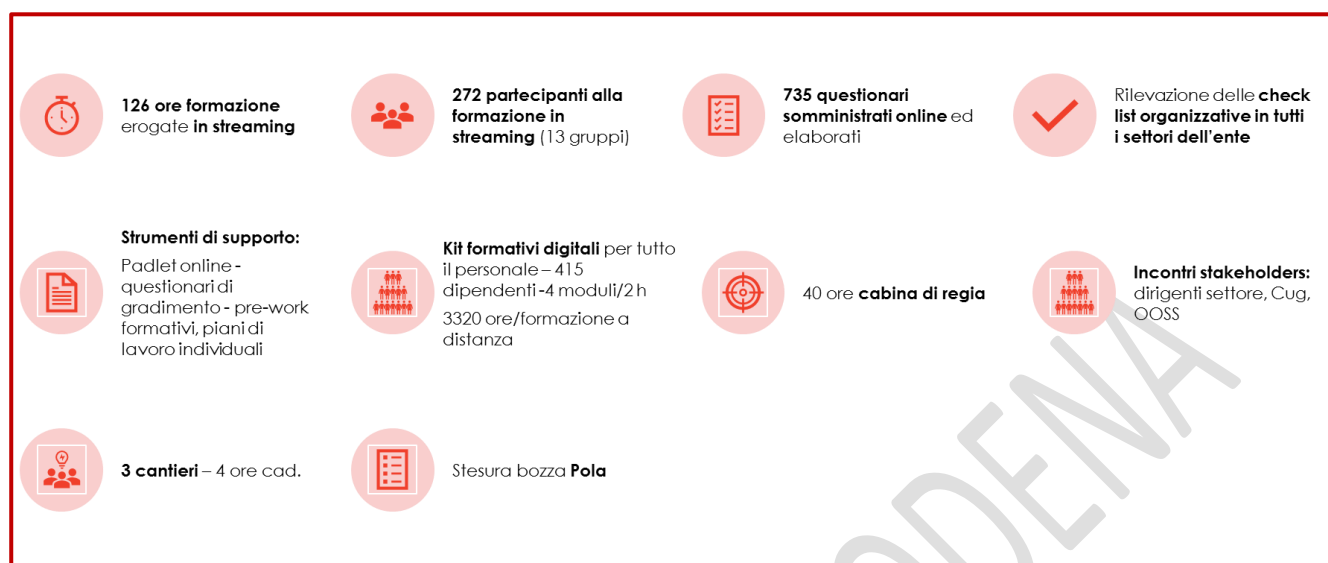 126 ore formazione
erogate in streaming
272 partecipanti alla
formazione in
streaming (13 gruppi)
735 questionari
somministrati online ed
elaborati
Rilevazione delle check
list organizzative in tutti
i settori dell'ente
Strumenti di supporto:
Padlet online -
questionari di
gradimento - pre-work
formativi, piani di
lavoro individuali
Kit formativi digitali per tutto
il personale – 415
dipendenti -4 moduli/2 h
3320 ore/formazione a
distanza
40 ore cabina di regia
Incontri stakeholders:
dirigenti settore, Cug,
OOSS
3 cantieri – 4 ore cad.
Stesura bozza Pola
ODENA